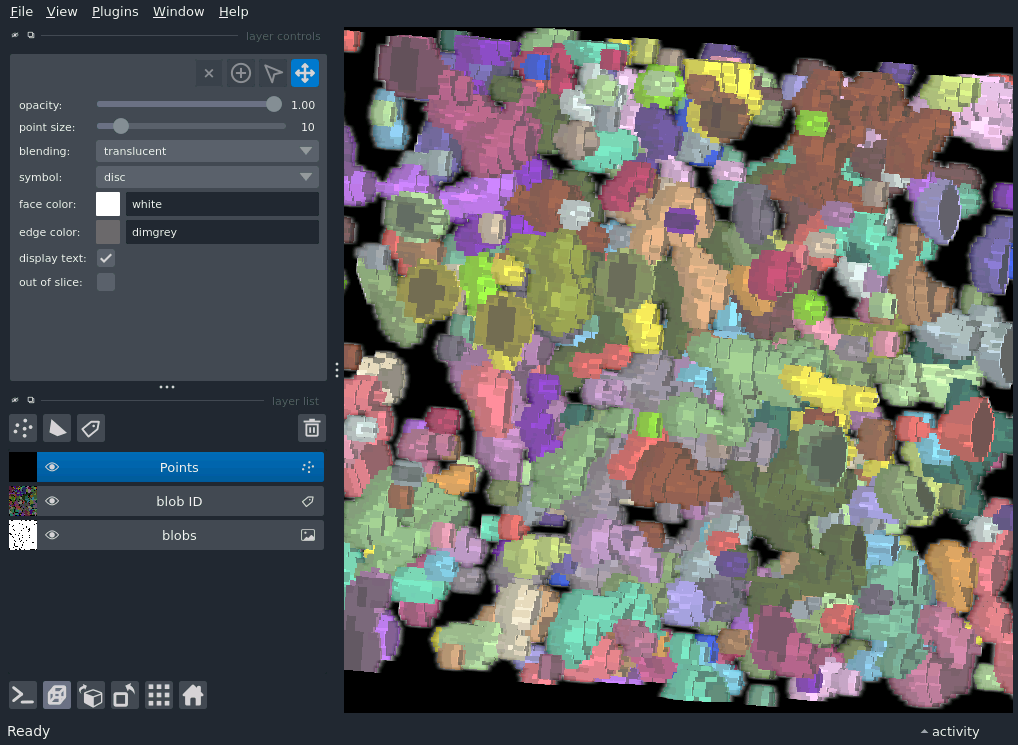 File View Plugins Window Help
layer controls
opacity: 1.00
point size: 10
blending: translucent
symbol: disc
face color: white
edge color: dimgrey
display text:
out of slice:
layer list
Points
blob ID
blobs
Ready
activity